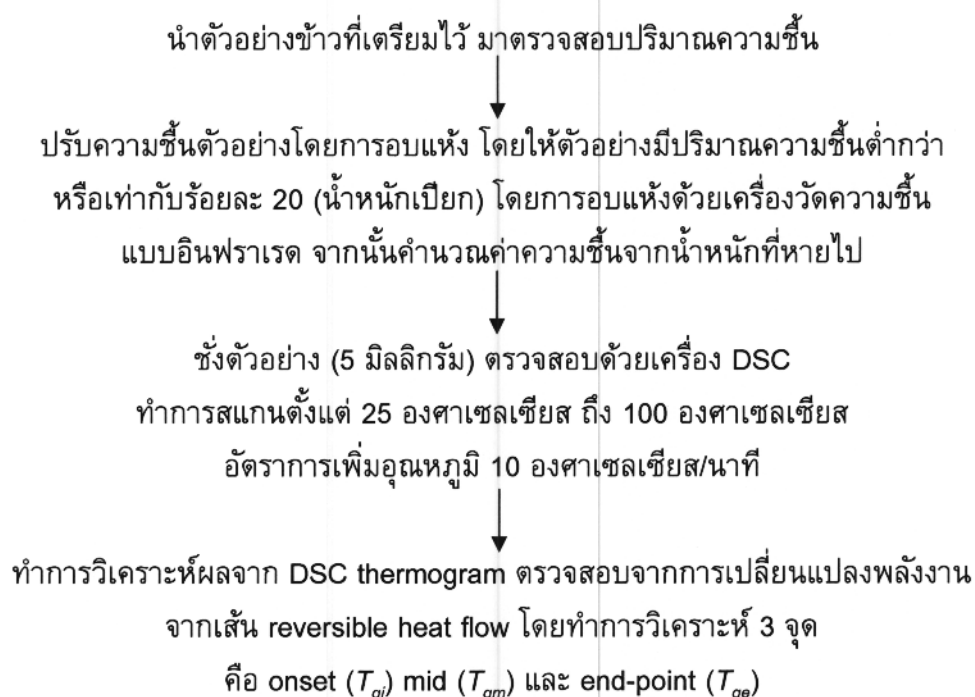 นำตัวอย่างข้าวที่เตรียมไว้ มาตรวจสอบปริมาณความชื้น
ปรับความชื้นตัวอย่างโดยการอบแห้ง โดยให้ตัวอย่างมีปริมาณความชื้นต่ำกว่า
หรือเท่ากับร้อยละ 20 (น้ำหนักเปียก) โดยการอบแห้งด้วยเครื่องวัดความชื้น
แบบอินฟราเรด จากนั้นคำนวณค่าความชื้นจากน้ำหนักที่หายไป
ชั่งตัวอย่าง (5 มิลลิกรัม) ตรวจสอบด้วยเครื่อง DSC
ทำการสแกนตั้งแต่ 25 องศาเซลเซียส ถึง 100 องศาเซลเซียส
อัตราการเพิ่มอุณหภูมิ 10 องศาเซลเซียส/นาที
ทำการวิเคราะห์ผลจาก DSC thermogram ตรวจสอบจากการเปลี่ยนแปลงพลังงาน
จากเส้น reversible heat flow โดยทำการวิเคราะห์ 3 จุด
คือ onset (T_gi) mid (T_gm) และ end-point (T_ge)